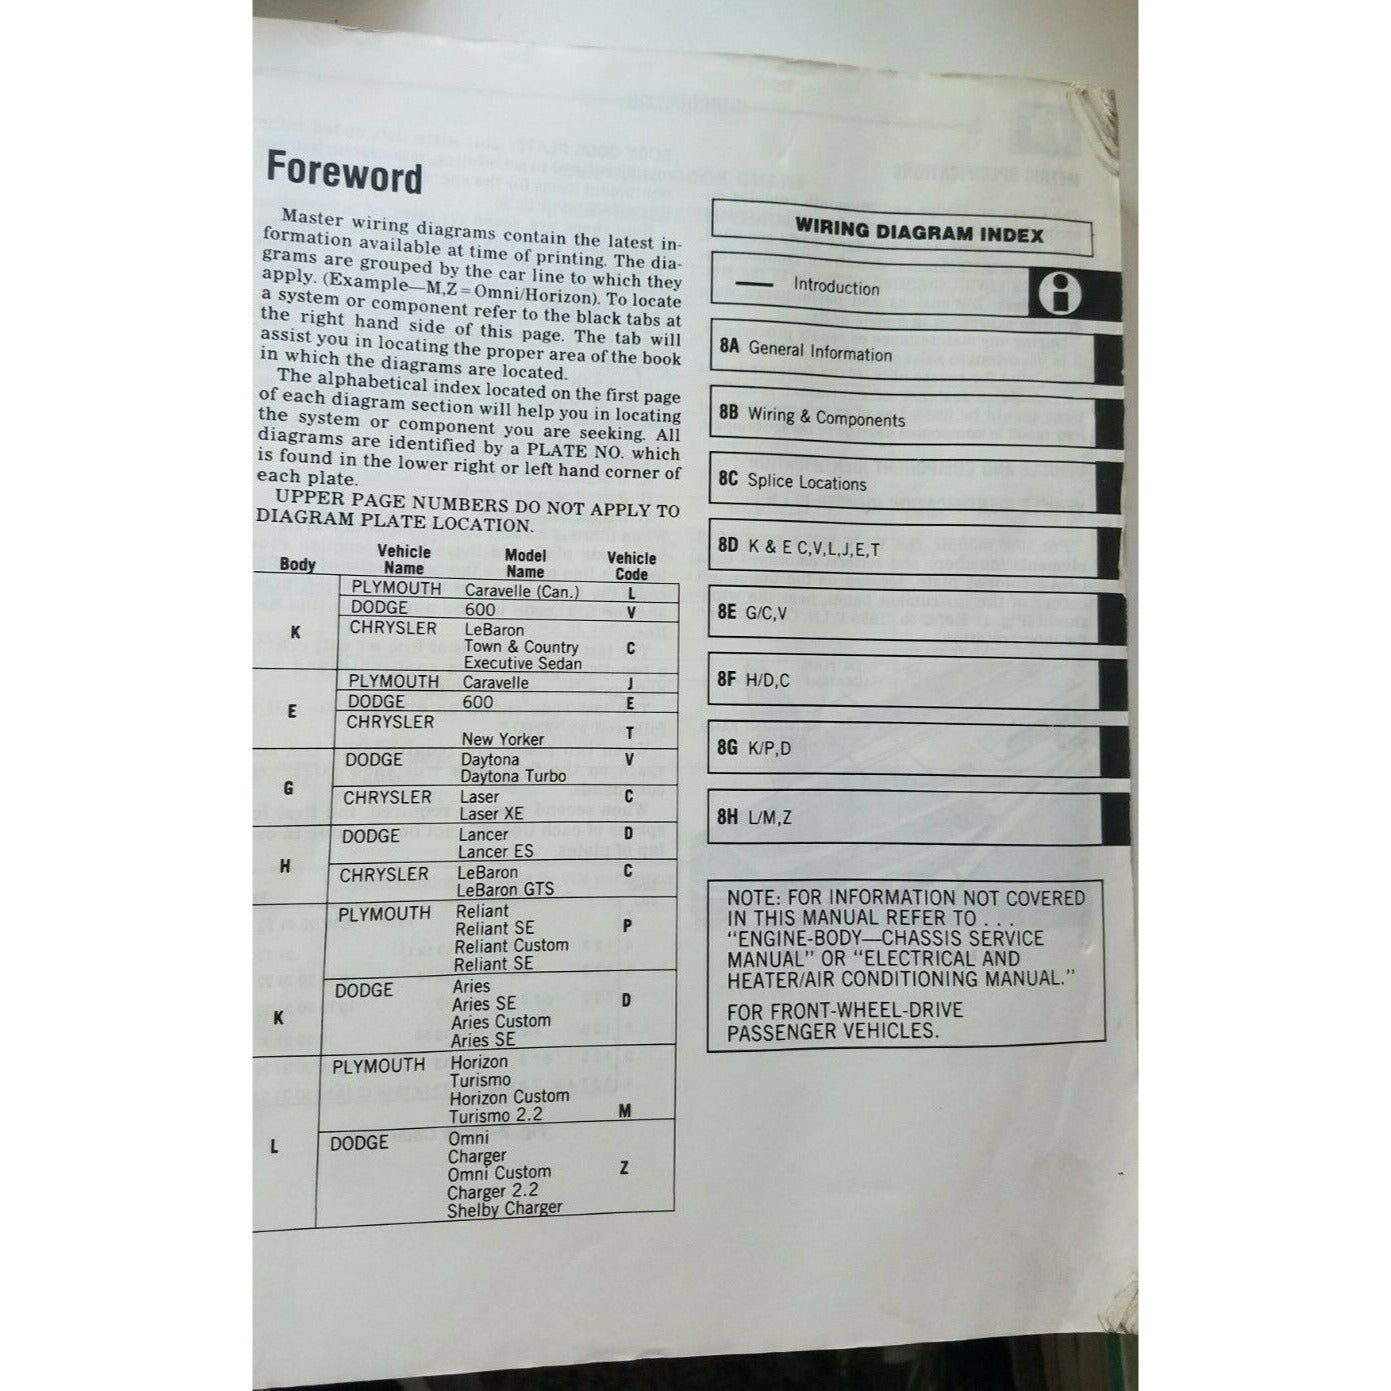 Foreword
Master wiring diagrams contain the latest in-
formation available at time of printing. The dia-
grams are grouped by the car line to which they
apply. (Example—M,Z=Omni/Horizon). To locate
a system or component refer to the black tabs at
the right hand side of this page. The tab will
assist you in locating the proper area of the book
in which the diagrams are located.
The alphabetical index located on the first page
of each diagram section will help you in locating
the system or component you are seeking. All
diagrams are identified by a PLATE NO. which
is found in the lower right or left hand corner of
each plate.
UPPER PAGE NUMBERS DO NOT APPLY TO
DIAGRAM PLATE LOCATION.
Body Vehicle Name Model Name Vehicle Code
K PLYMOUTH Caravelle (Can.) L
DODGE 600 V
CHRYSLER LeBaron
Town & Country C
Executive Sedan
E PLYMOUTH Caravelle J
DODGE 600 E
CHRYSLER
New Yorker T
G DODGE Daytona V
Daytona Turbo
CHRYSLER Laser C
Laser XE
H DODGE Lancer D
Lancer ES
CHRYSLER LeBaron C
LeBaron GTS
K PLYMOUTH Reliant
Reliant SE P
Reliant Custom
Reliant SE
DODGE Aries
Aries SE D
Aries Custom
Aries SE
L PLYMOUTH Horizon
Turismo
Horizon Custom
Turismo 2.2 M
DODGE Omni
Charger
Omni Custom Z
Charger 2.2
Shelby Charger
WIRING DIAGRAM INDEX
— Introduction i
8A General Information
8B Wiring & Components
8C Splice Locations
8D K & E C,V,L,J,E,T
8E G/C,V
8F H/D,C
8G K/P,D
8H L/M,Z
NOTE: FOR INFORMATION NOT COVERED
IN THIS MANUAL REFER TO . . .
“ENGINE-BODY—CHASSIS SERVICE
MANUAL” OR “ELECTRICAL AND
HEATER/AIR CONDITIONING MANUAL.”
FOR FRONT-WHEEL-DRIVE
PASSENGER VEHICLES.